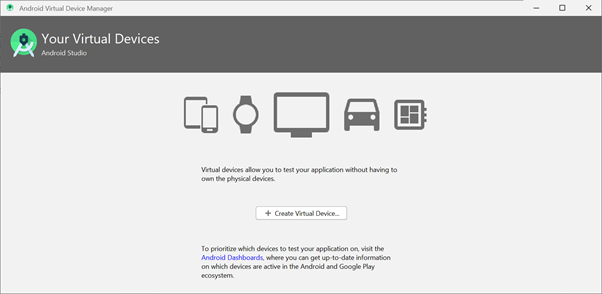 Android Virtual Device Manager
Your Virtual Devices
Android Studio
Virtual devices allow you to test your application without having to
own the physical devices.
+ Create Virtual Device...
To prioritize which devices to test your application on, visit the
Android Dashboards, where you can get up-to-date information
on which devices are active in the Android and Google Play
ecosystem.